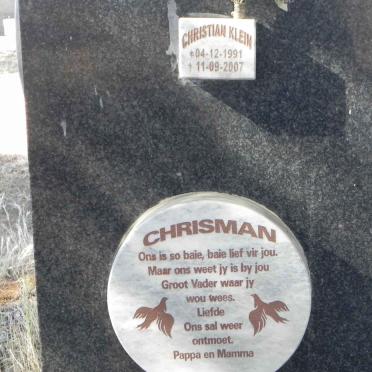 CHRISTIAN KLEIN
*04-12-1991
† 11-09-2007
CHRISMAN
Ons is so baie, baie lief vir jou.
Maar ons weet jy is by jou
Groot Vader waar jy
wou wees.
Liefde
Ons sal weer
ontmoet.
Pappa en Mamma